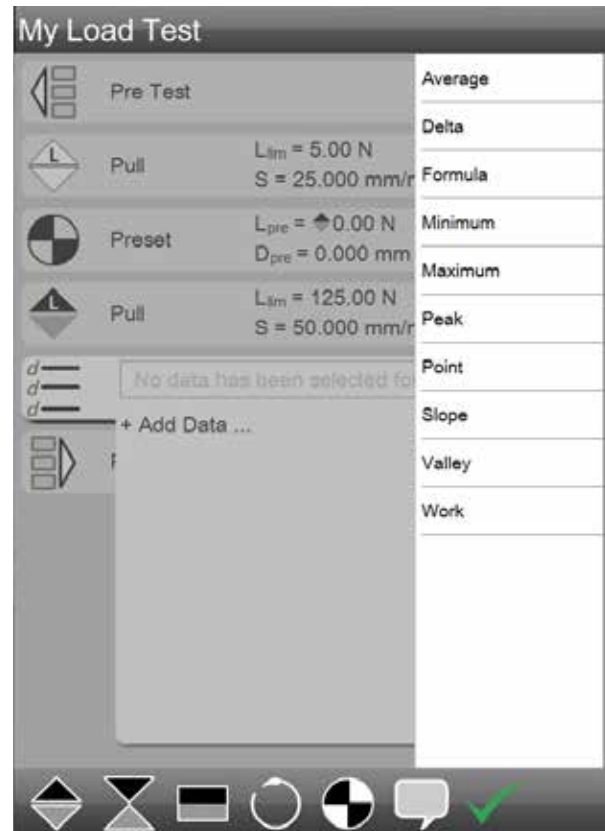 My Load Test
Pre Test
Pull
Llim = 5.00 N
S = 25.000 mm/
Preset
Lpre = 0.00 N
Dpre = 0.000 mm
Pull
Llim = 125.00 N
S = 50.000 mm/
d
d
d
No data has been selected fo
+ Add Data ...
Average
Delta
Formula
Minimum
Maximum
Peak
Point
Slope
Valley
Work